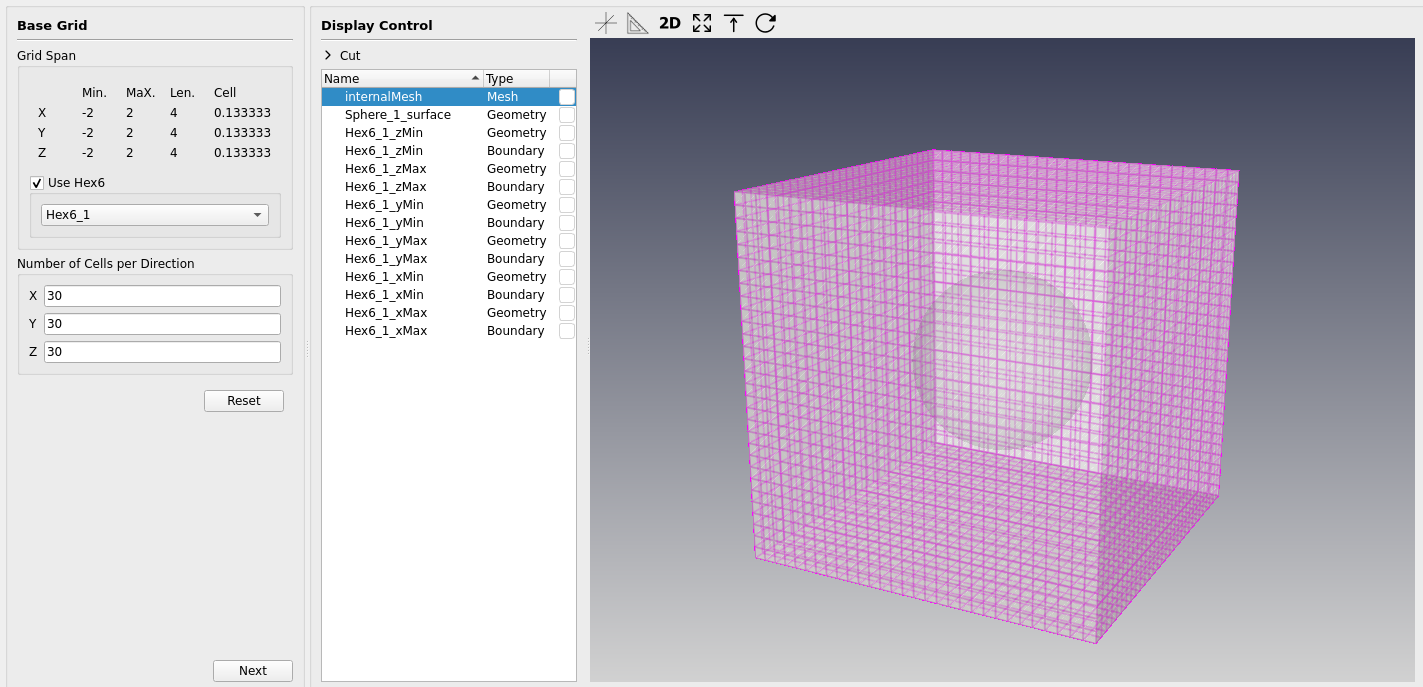 Base Grid
Grid Span
Min. MaX. Len. Cell
X -2 2 4 0.133333
Y -2 2 4 0.133333
Z -2 2 4 0.133333
Use Hex6
Hex6_1
Number of Cells per Direction
X 30
Y 30
Z 30
Reset
Next
Display Control
Cut
Name Type
internalMesh Mesh
Sphere_1_surface Geometry
Hex6_1_zMin Geometry
Hex6_1_zMin Boundary
Hex6_1_zMax Geometry
Hex6_1_zMax Boundary
Hex6_1_yMin Geometry
Hex6_1_yMin Boundary
Hex6_1_yMax Geometry
Hex6_1_yMax Boundary
Hex6_1_xMin Geometry
Hex6_1_xMin Boundary
Hex6_1_xMax Geometry
Hex6_1_xMax Boundary
2D